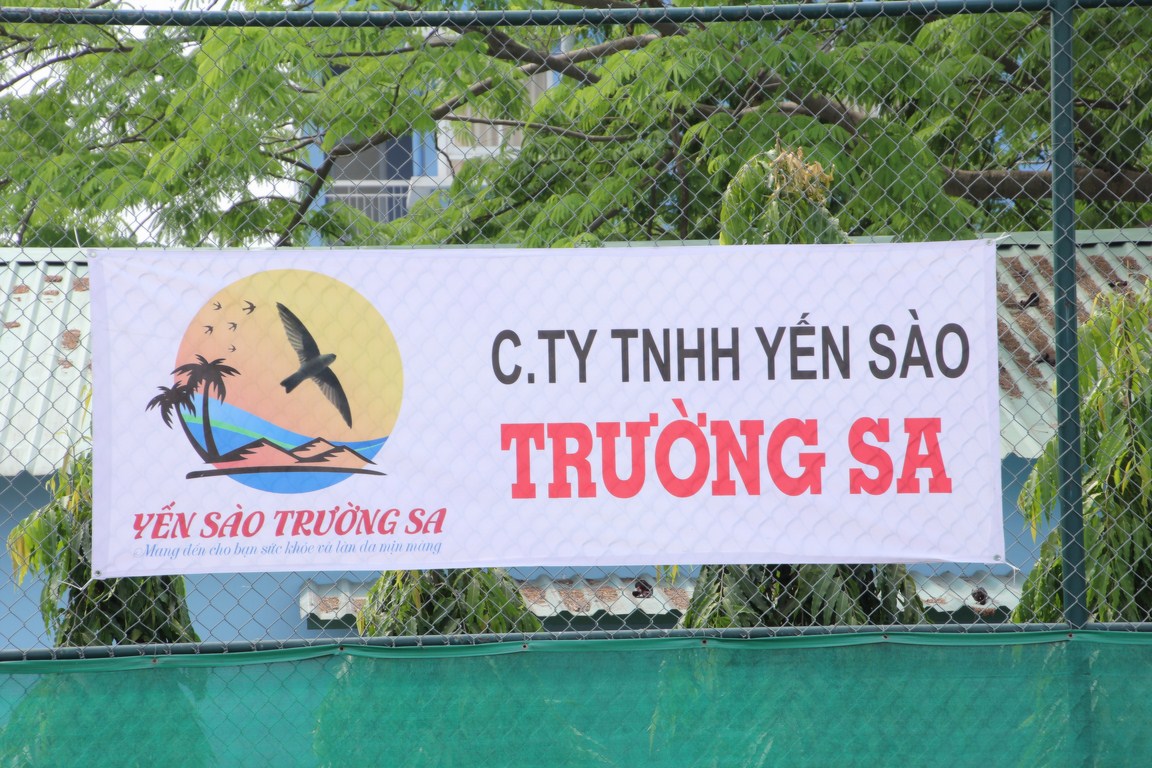 YẾN SÀO TRƯỜNG SA
Mang đến cho bạn sức khỏe và làn da mịn màng
C.TY TNHH YẾN SÀO
TRƯỜNG SA